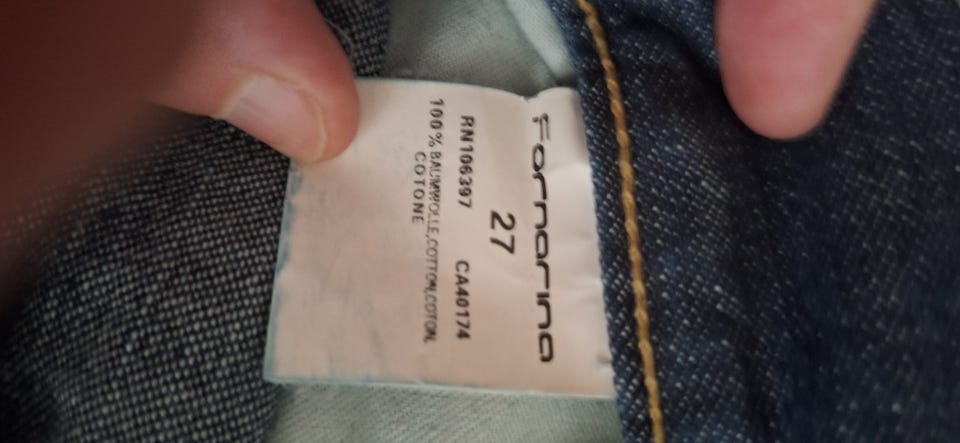 Fornarina
27
RN106397 CA40174
100% BAUMWOLLE,COTTON,COTON,
COTONE